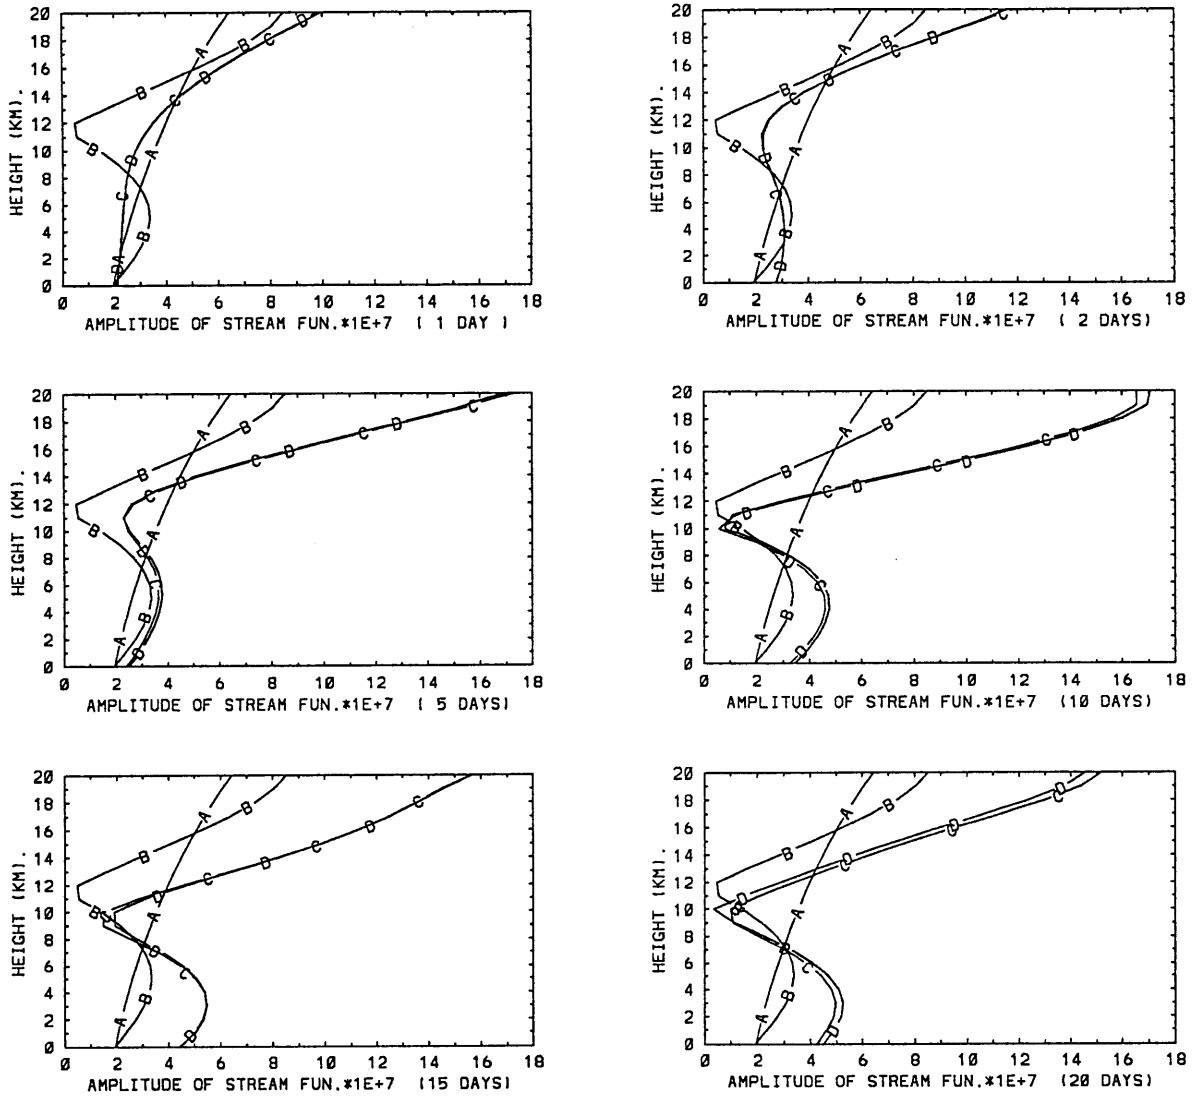 HEIGHT (KM).
20
18
16
14
12
10
8
6
4
2
0
A
B
C
D
C
D
B
C
B
D
A
C
B
A
D
0 2 4 6 8 10 12 14 16 18
AMPLITUDE OF STREAM FUN.*1E+7 ( 1 DAY )
HEIGHT (KM).
20
18
16
14
12
10
8
6
4
2
0
C
D
B
A
C
D
B
C
B
A
D
C
B
A
D
0 2 4 6 8 10 12 14 16 18
AMPLITUDE OF STREAM FUN.*1E+7 ( 2 DAYS)
HEIGHT (KM).
20
18
16
14
12
10
8
6
4
2
0
C
D
B
A
C
D
C
B
D
C
B
A
B
A
D
0 2 4 6 8 10 12 14 16 18
AMPLITUDE OF STREAM FUN.*1E+7 ( 5 DAYS)
HEIGHT (KM).
20
18
16
14
12
10
8
6
4
2
0
B
C
D
C
D
B
C
D
D
A
D
C
B
A
D
0 2 4 6 8 10 12 14 16 18
AMPLITUDE OF STREAM FUN.*1E+7 (10 DAYS)
HEIGHT (KM).
20
18
16
14
12
10
8
6
4
2
0
C
B
A
D
C
B
D
C
D
B
C
A
D
C
B
A
D
0 2 4 6 8 10 12 14 16 18
AMPLITUDE OF STREAM FUN.*1E+7 (15 DAYS)
HEIGHT (KM).
20
18
16
14
12
10
8
6
4
2
0
D
C
B
A
D
C
B
D
C
D
A
C
B
A
D
0 2 4 6 8 10 12 14 16 18
AMPLITUDE OF STREAM FUN.*1E+7 (20 DAYS)